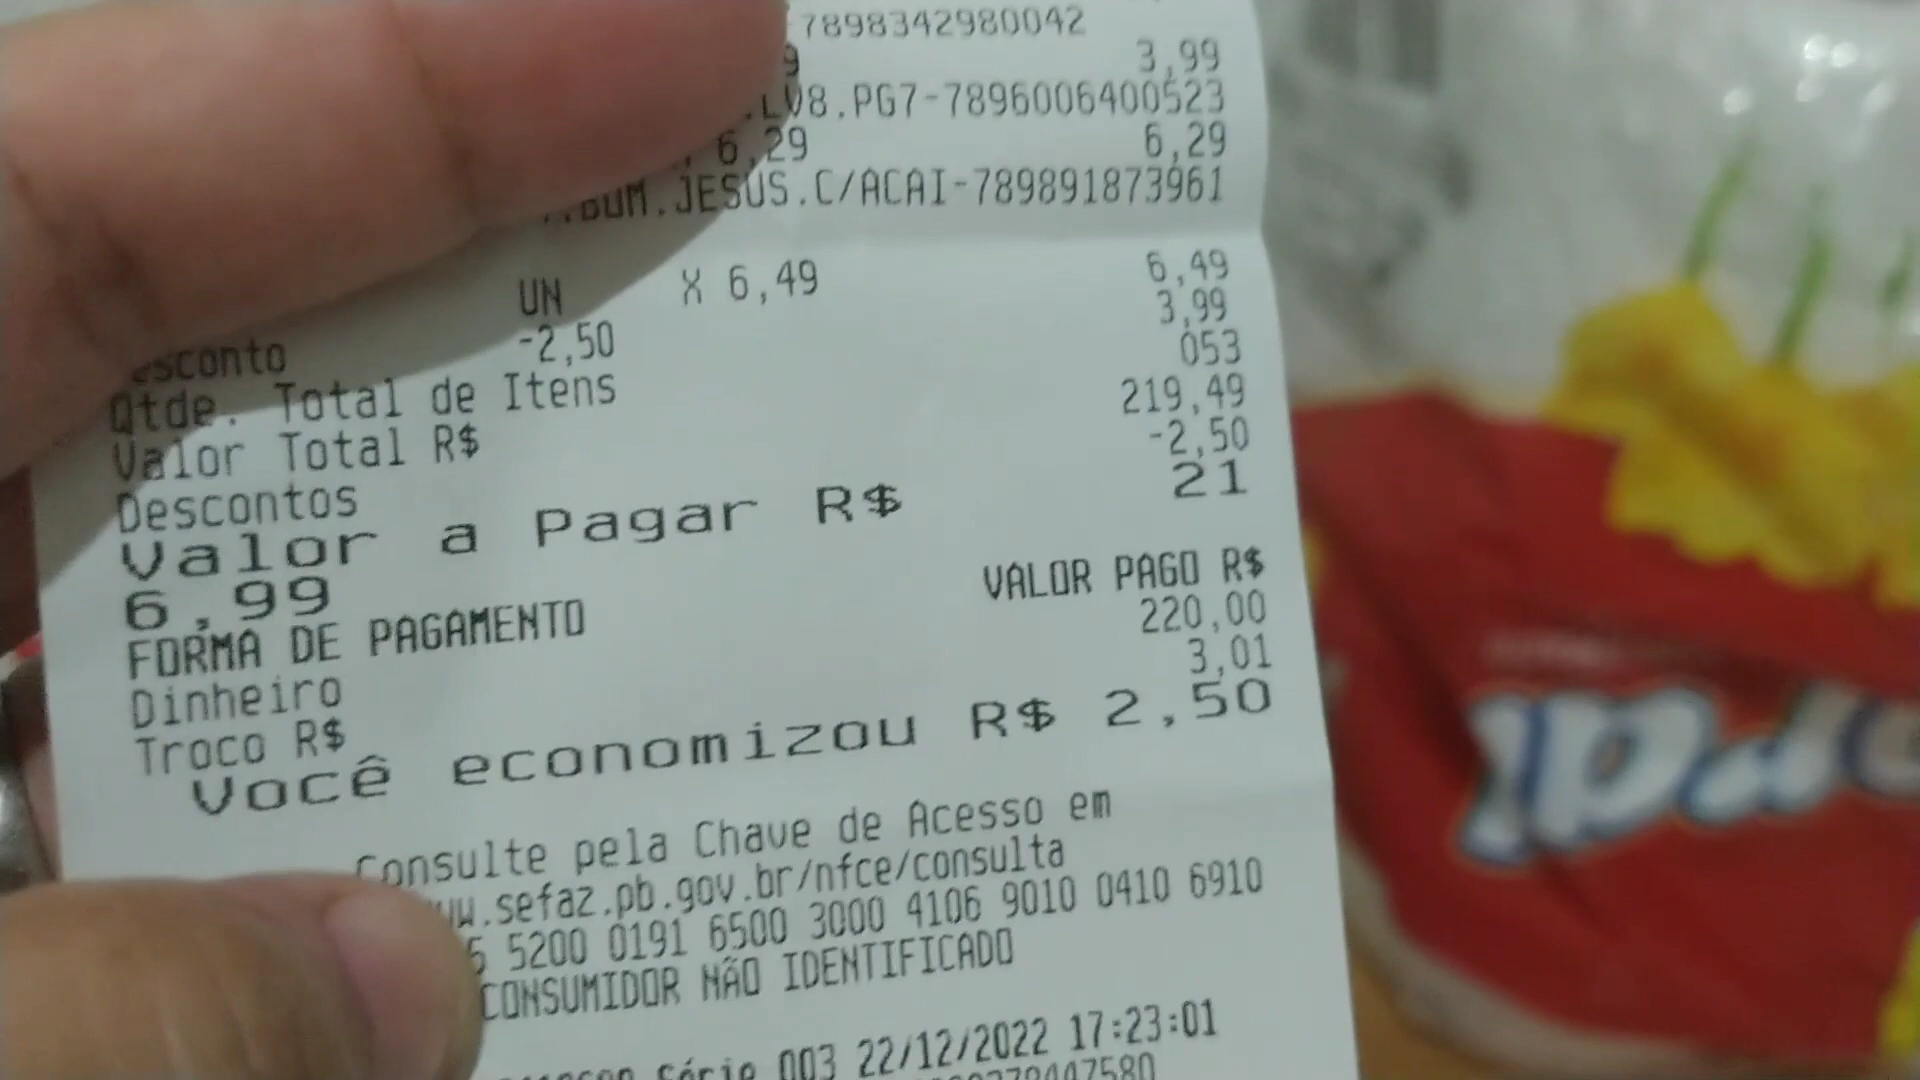 7898342980042
9 3,99
.LV8.PG7-7896006400523
6,29 6,29
.BOM.JESUS.C/ACAI-789891873961
UN X 6,49 6,49
esconto -2,50 3,99
Qtde. Total de Itens 053
Valor Total R$ 219,49
Descontos -2,50
Valor a Pagar R$ 21
6,99
FORMA DE PAGAMENTO VALOR PAGO R$
Dinheiro 220,00
Troco R$ 3,01
Você economizou R$ 2,50
Consulte pela Chave de Acesso em
ww.sefaz.pb.gov.br/nfce/consulta
5200 0191 6500 3000 4106 9010 0410 6910
CONSUMIDOR NÃO IDENTIFICADO
Série 003 22/12/2022 17:23:01